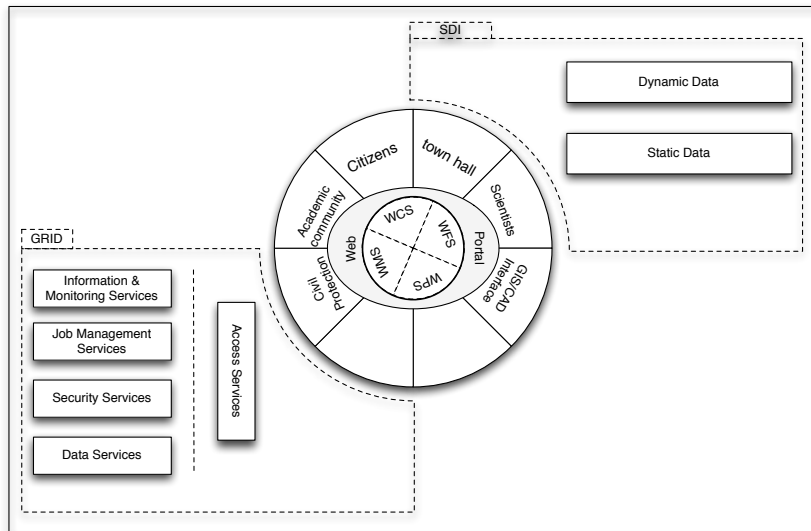 SDI
Dynamic Data
Static Data
Citizens
town hall
Academic
community
Scientists
WCS
WFS
Web
Portal
WMS
WPS
Civil
Protection
GIS/CAD
Interface
GRID
Information &
Monitoring Services
Job Management
Services
Security Services
Data Services
Access Services